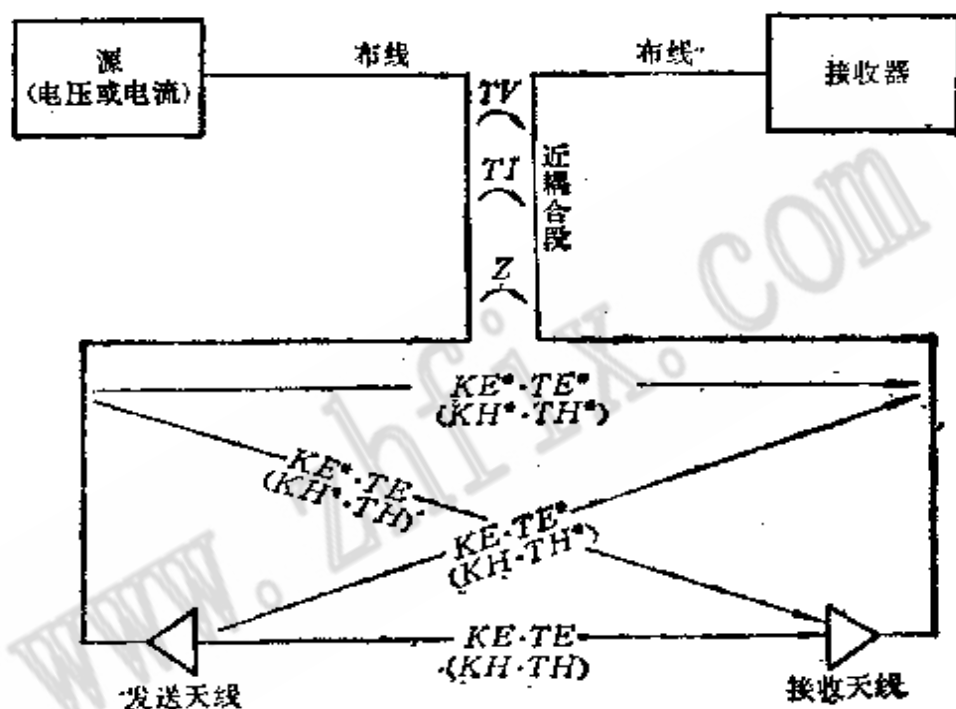 源
(电压或电流)
布线
布线
接收器
TV
TI
Z
近耦合段
KE*·TE*
(KH*·TH*)
KE*·TE
(KH*·TH)
KE·TE*
(KH·TH*)
KE·TE
(KH·TH)
发送天线
接收天线
www.zhfix.com